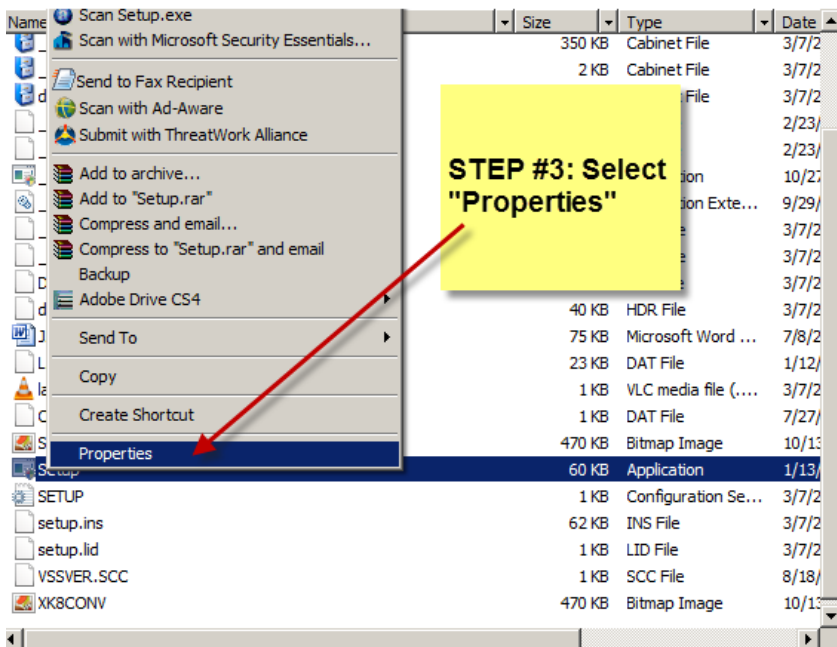 Name Size Type Date
Scan Setup.exe
Scan with Microsoft Security Essentials...
Send to Fax Recipient
Scan with Ad-Aware
Submit with ThreatWork Alliance
Add to archive...
Add to "Setup.rar"
Compress and email...
Compress to "Setup.rar" and email
Backup
Adobe Drive CS4
Send To
Copy
Create Shortcut
Properties
STEP #3: Select
"Properties"
350 KB Cabinet File 3/7/2
2 KB Cabinet File 3/7/2
d File 3/7/2
2/23/
2/23/
ion 10/27
ion Exte... 9/29/
3/7/2
3/7/2
D 3/7/2
d 40 KB HDR File 3/7/2
J 75 KB Microsoft Word ... 7/8/2
L 23 KB DAT File 1/12/
la 1 KB VLC media file (.... 3/7/2
1 KB DAT File 7/27/
S 470 KB Bitmap Image 10/13
Setup 60 KB Application 1/13/
SETUP 1 KB Configuration Se... 3/7/2
setup.ins 62 KB INS File 3/7/2
setup.lid 1 KB LID File 3/7/2
VSSVER.SCC 1 KB SCC File 8/18/
XK8CONV 470 KB Bitmap Image 10/13